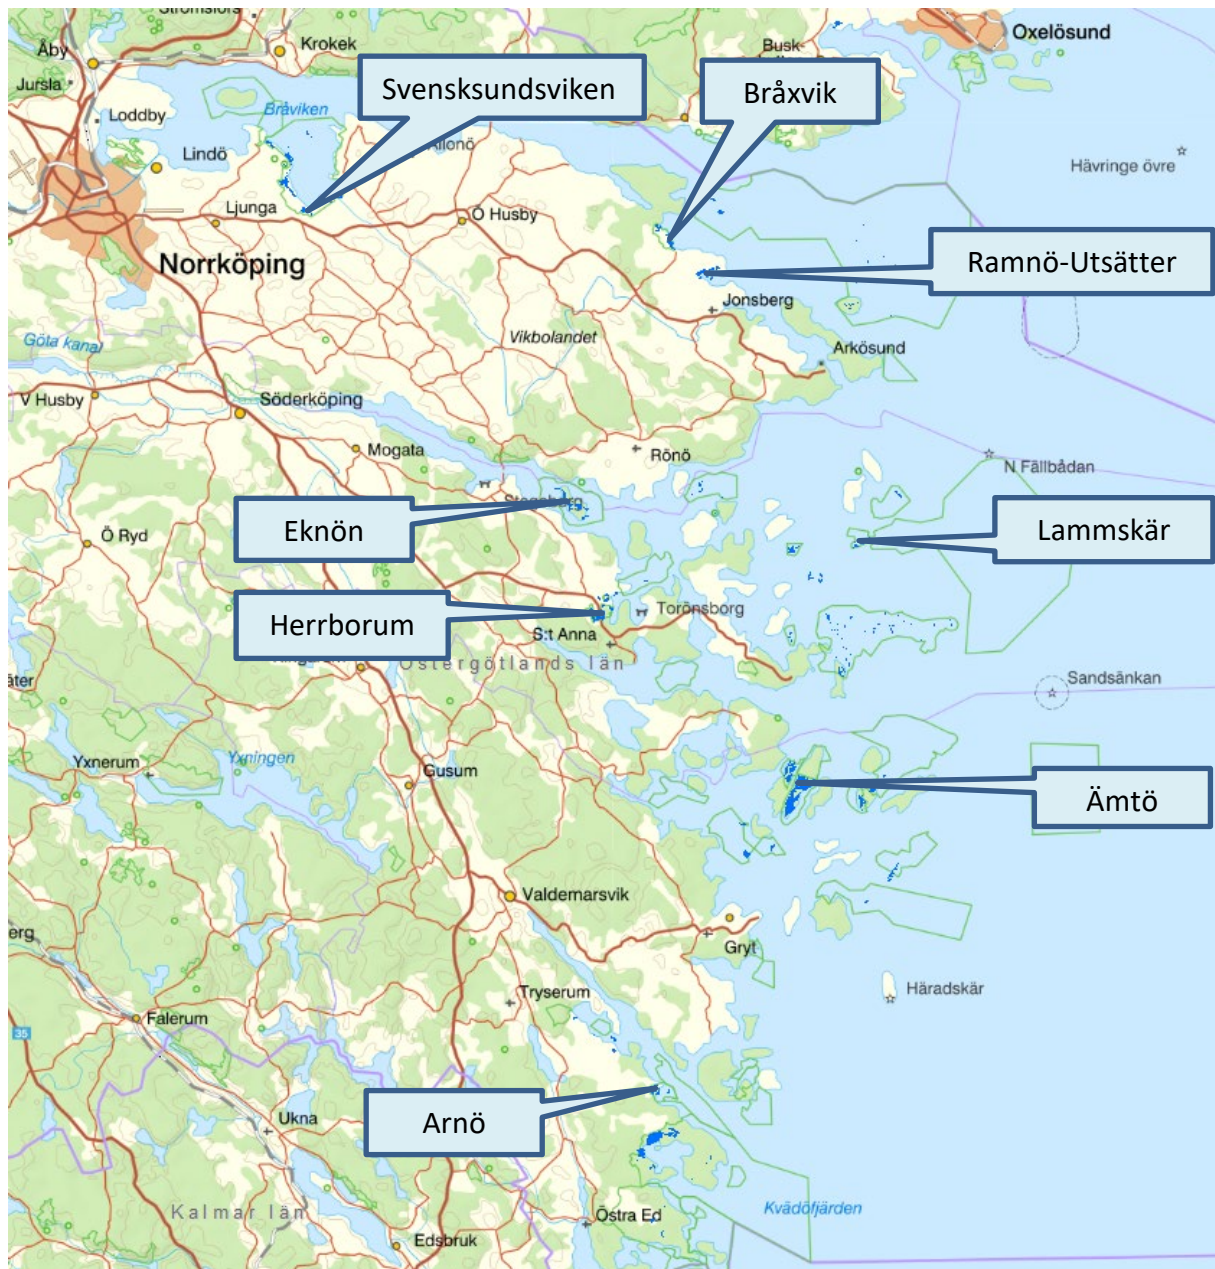 Åby
Krokek
Oxelösund
Busk-
Jursla
Loddby
Bråviken
Svensksundsviken
Bråxvik
Lindö
Hävringe övre
Ljunga
Ö Husby
Norrköping
Ramnö-Utsätter
Jonsberg
Vikbolandet
Göta kanal
Arkösund
V Husby
Söderköping
Mogata
Rönö
N Fällbådan
Stegeborg
Eknön
Lammskär
Ö Ryd
Herrborum
Torönsborg
S:t Anna
Östergötlands län
Sandsänkan
Yxningen
Yxnerum
Gusum
Ämtö
Valdemarsvik
Gryt
Häradskär
Tryserum
Falerum
35
Arnö
Ukna
Kalmar län
Kvädöfjärden
Östra Ed
Edsbruk